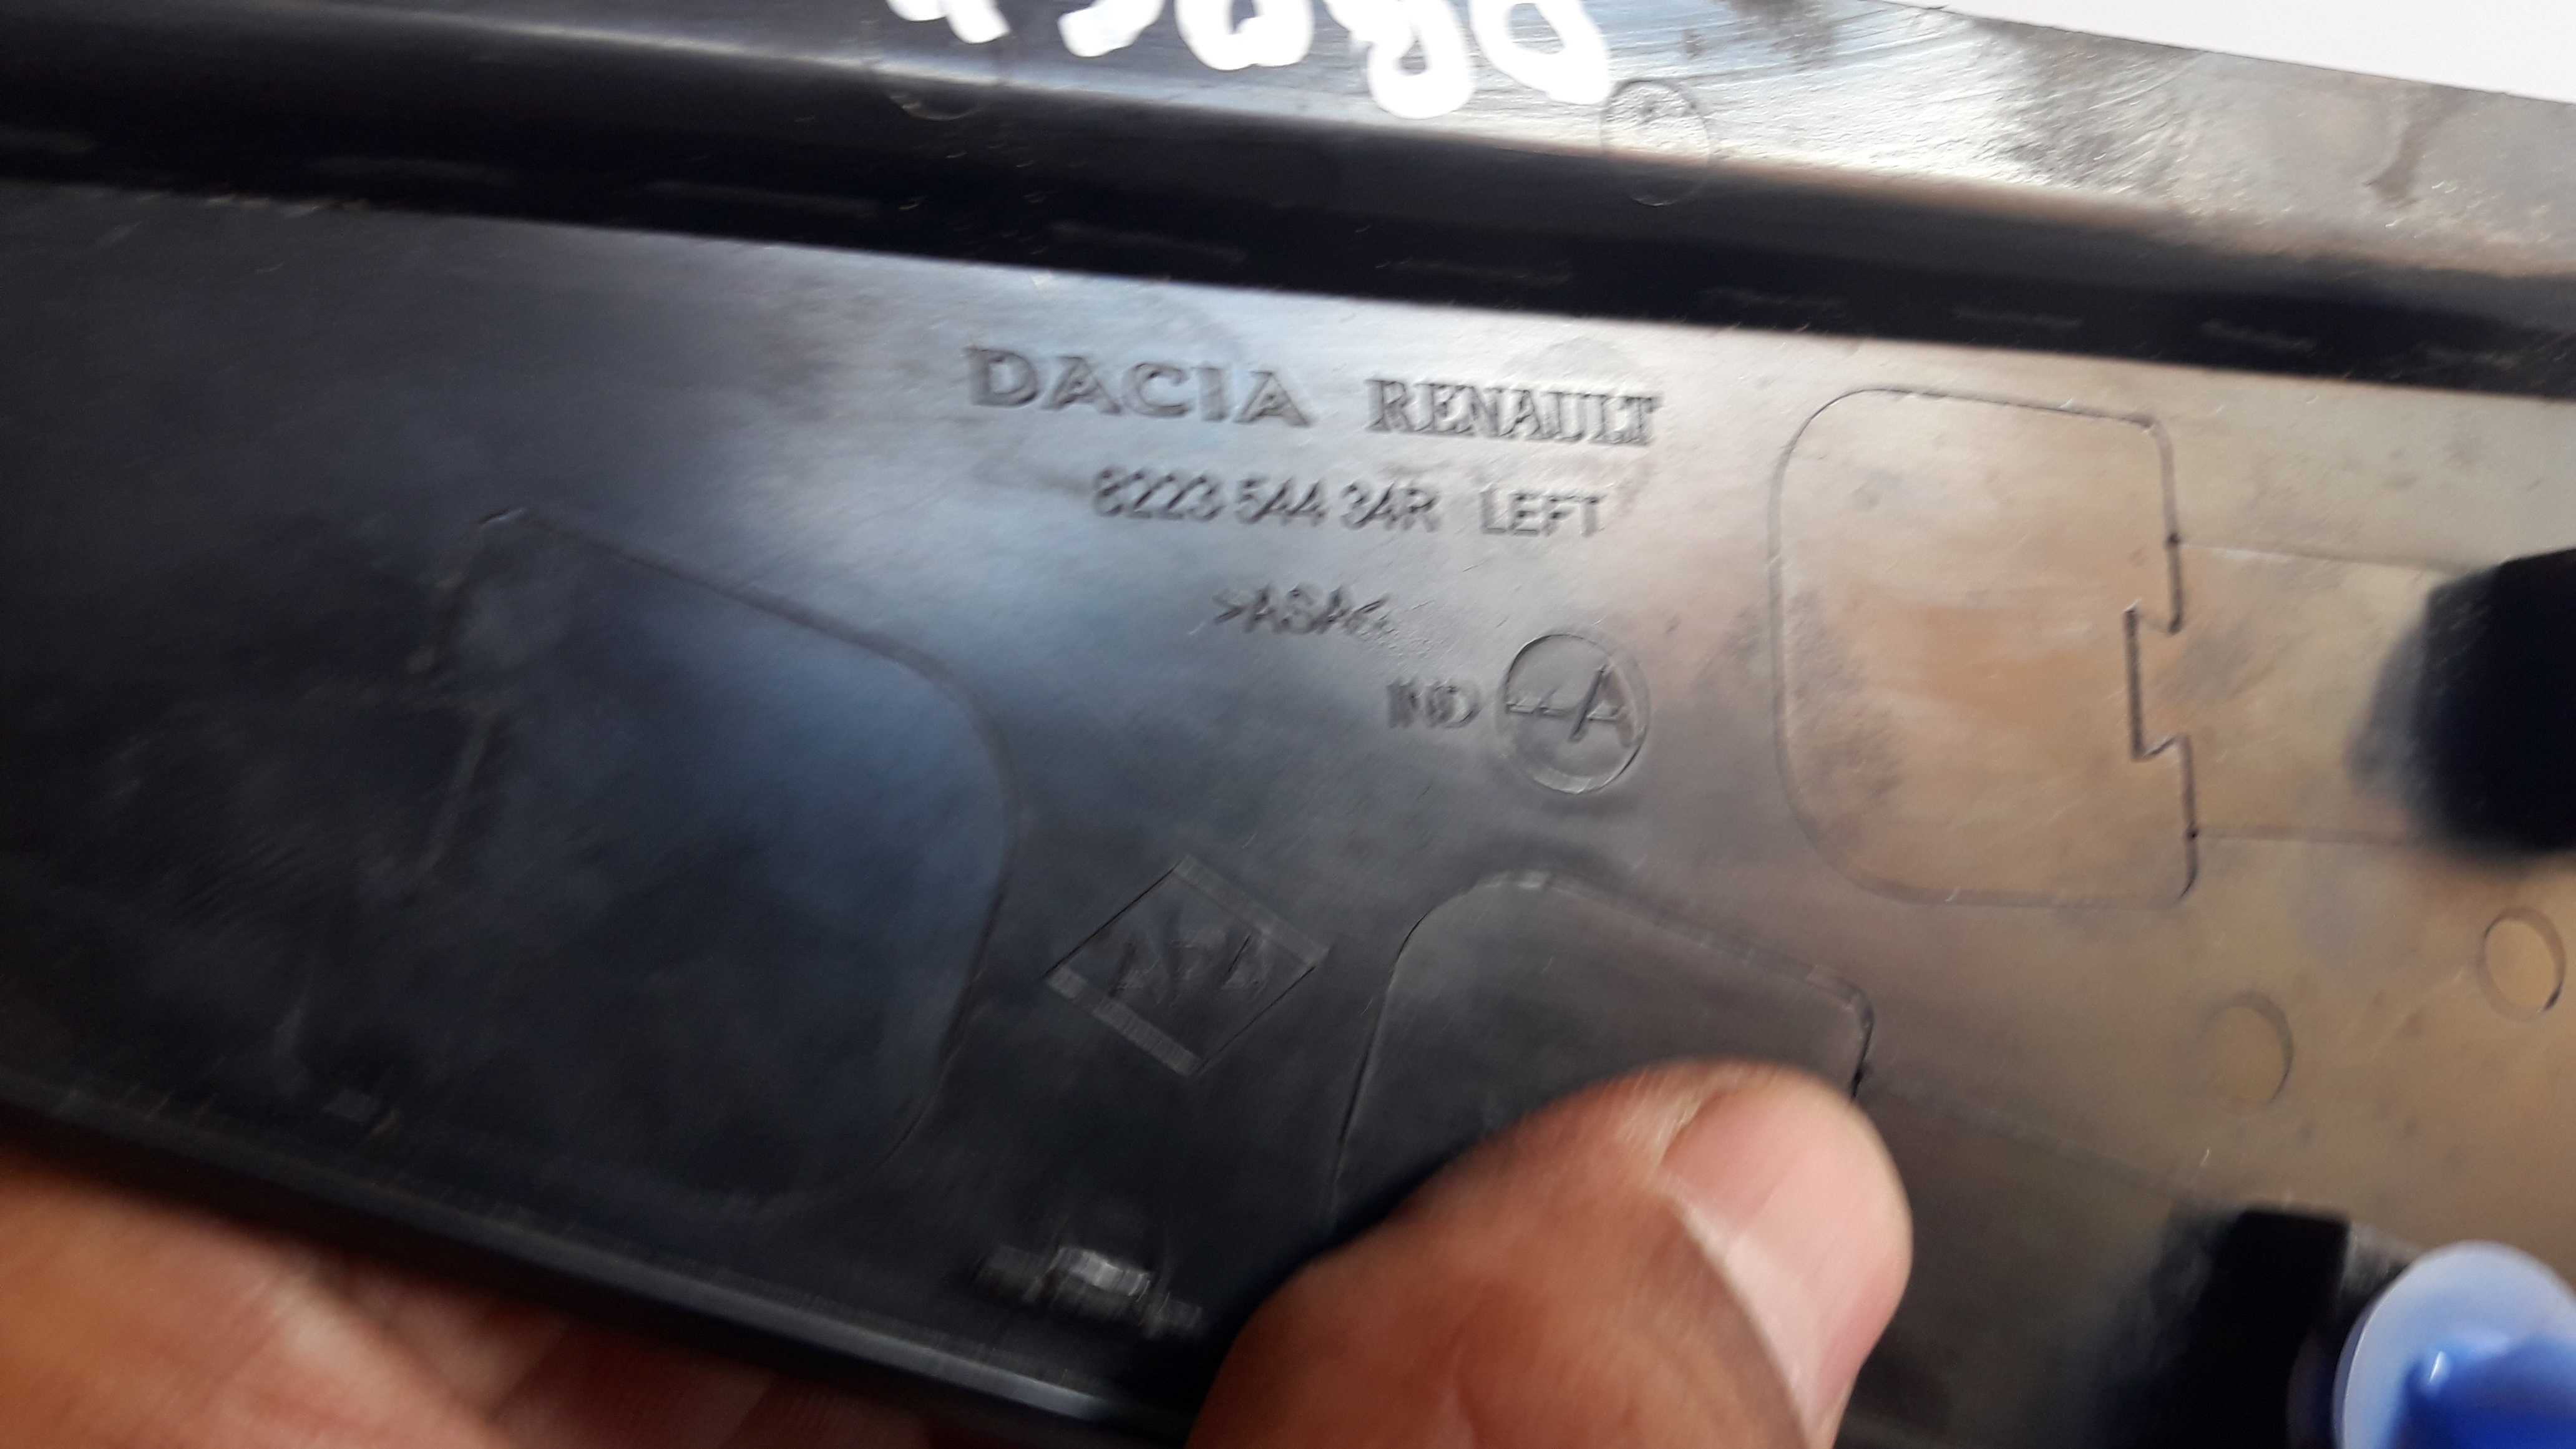 DACIA RENAULT
8223 544 34R LEFT
>ASA<
IND A